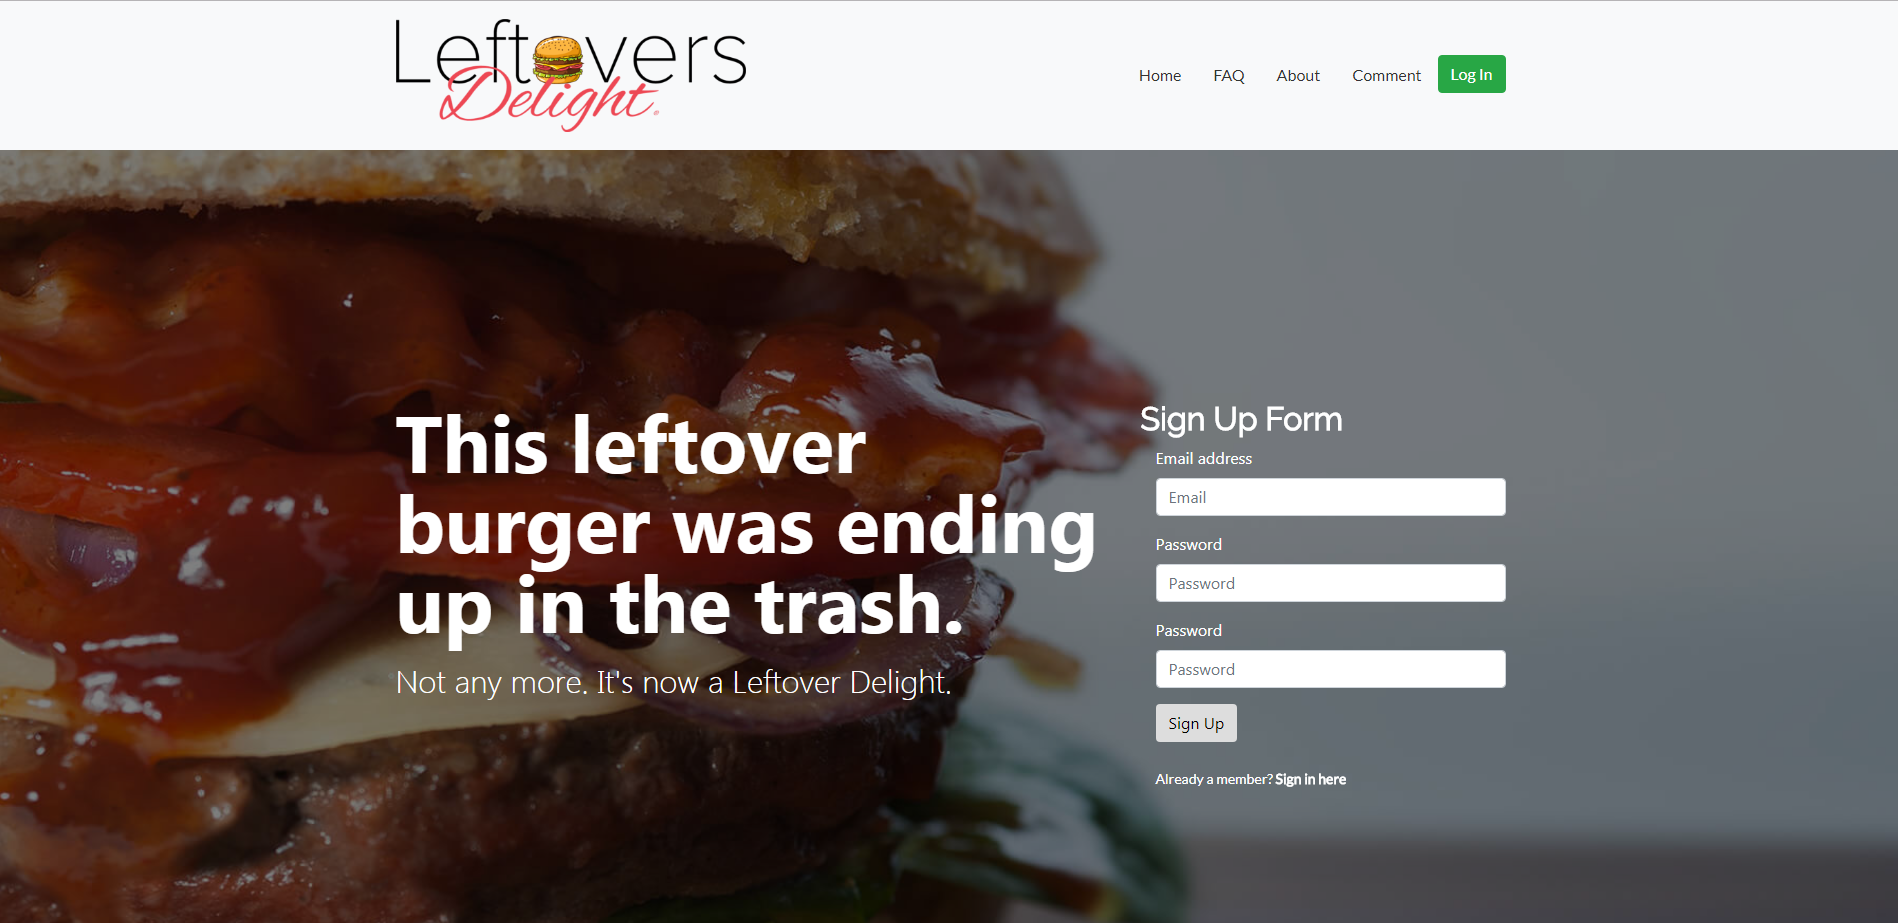 Leftovers
Delight
Home FAQ About Comment Log In
This leftover
burger was ending
up in the trash.
Not any more. It's now a Leftover Delight.
Sign Up Form
Email address
Email
Password
Password
Password
Password
Sign Up
Already a member? Sign in here